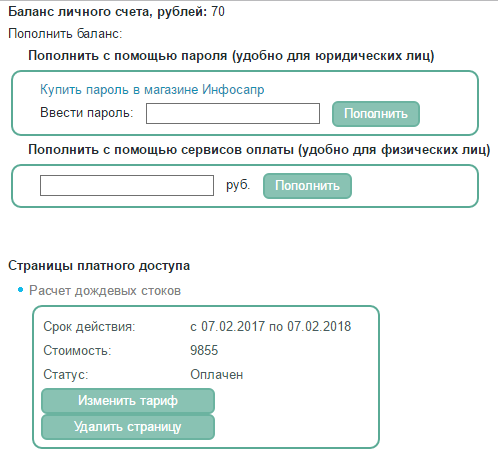 Баланс личного счета, рублей: 70
Пополнить баланс:
Пополнить с помощью пароля (удобно для юридических лиц)
Купить пароль в магазине Инфосапр
Ввести пароль: Пополнить
Пополнить с помощью сервисов оплаты (удобно для физических лиц)
руб. Пополнить
Страницы платного доступа
Расчет дождевых стоков
Срок действия: с 07.02.2017 по 07.02.2018
Стоимость: 9855
Статус: Оплачен
Изменить тариф
Удалить страницу